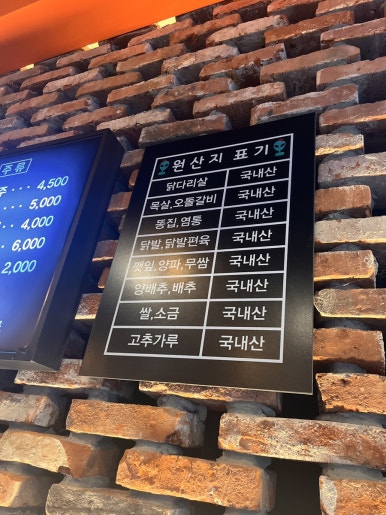 주류
4,500
5,000
4,000
6,000
2,000
원산지 표기
닭다리살 국내산
목살,오돌갈비 국내산
똥집,염통 국내산
닭발,닭발편육 국내산
깻잎,양파,무쌈 국내산
양배추,배추 국내산
쌀,소금 국내산
고추가루 국내산